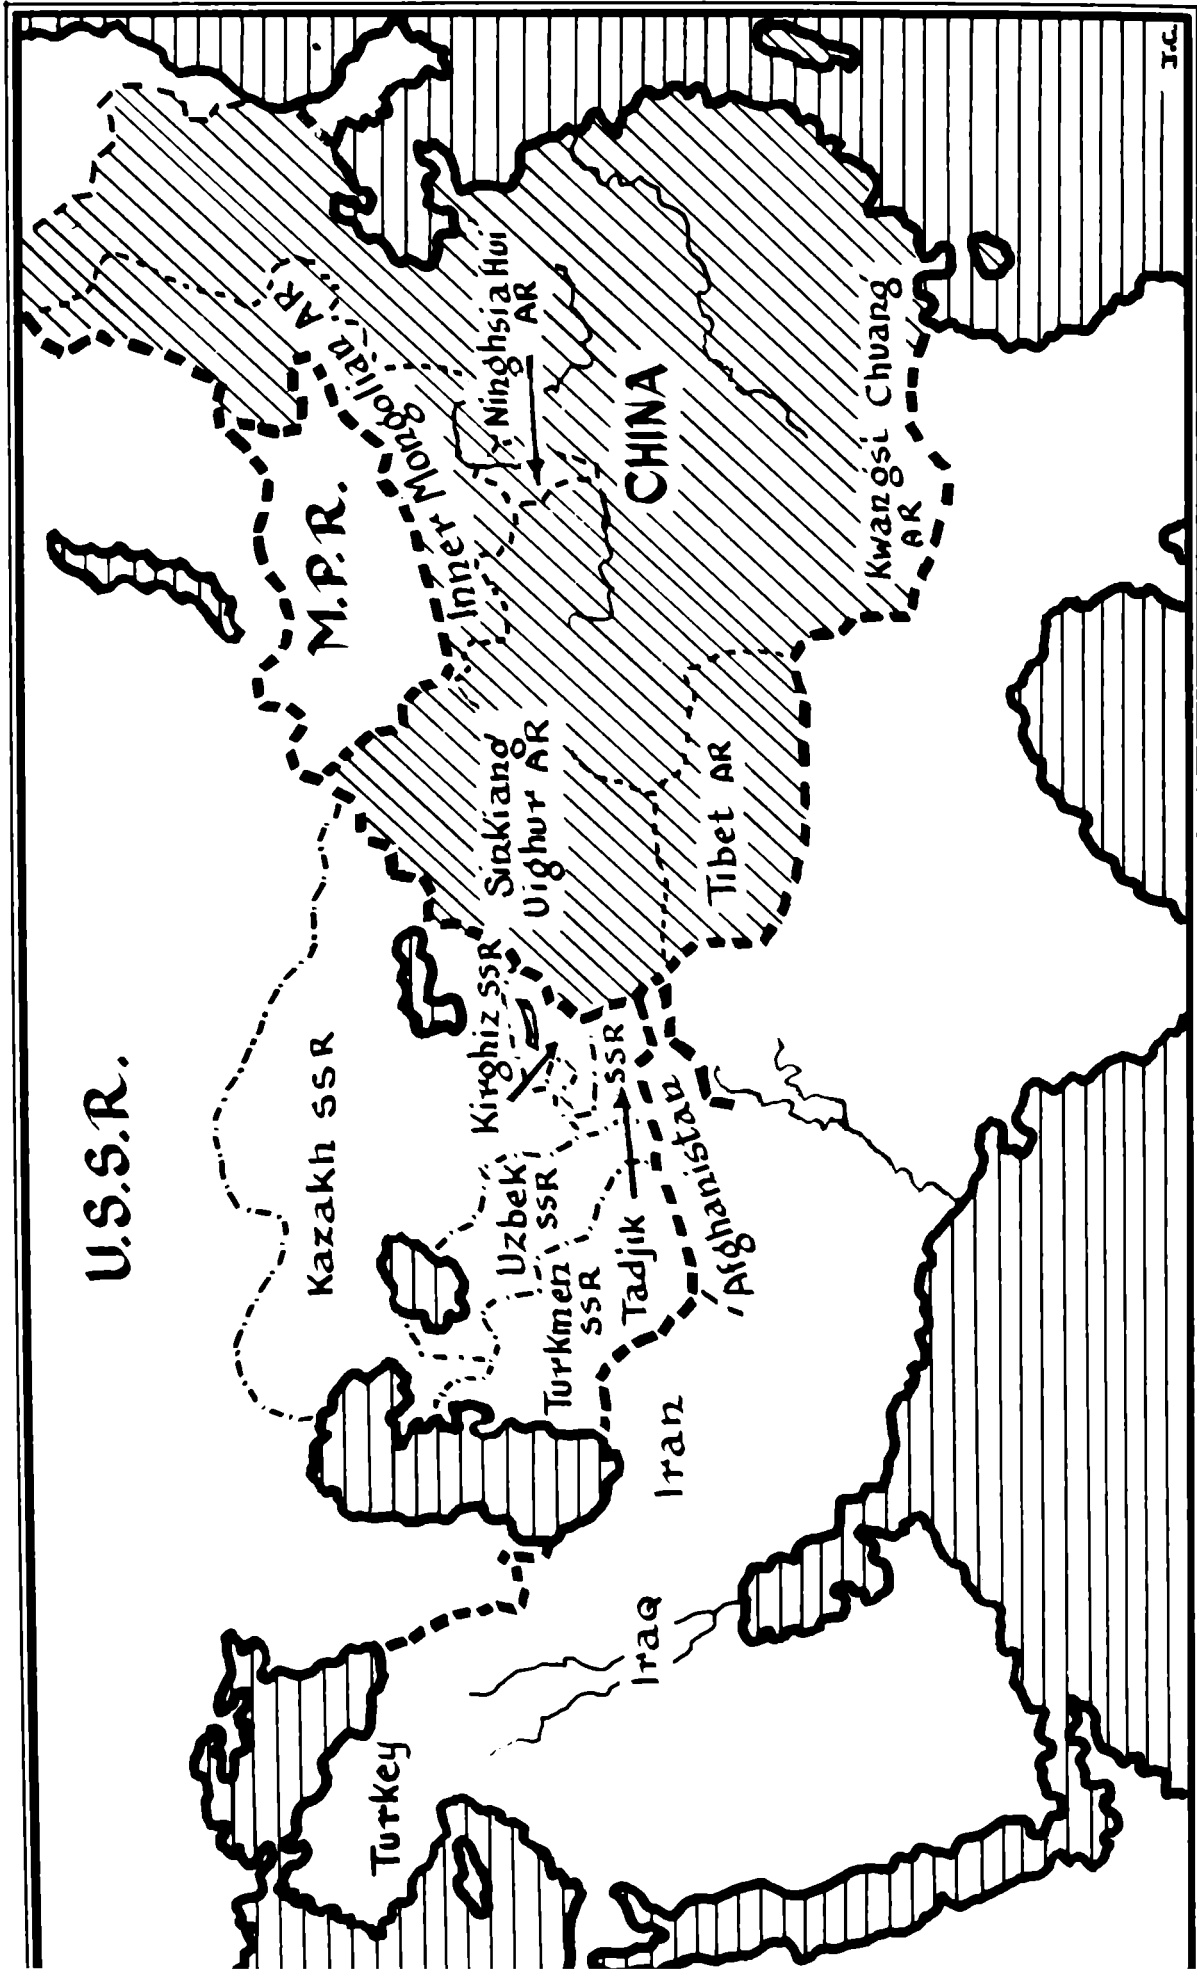 U.S.S.R.
Kazakh SSR
M.P.R.
Inner Mongolian AR
Turkey
Kirghiz SSR
Sinkiang
Uighur AR
Ninghsia Hui
AR
Uzbek
SSR
Turkmen
SSR
Tadjik SSR
CHINA
Iraq
Iran
Afghanistan
Tibet AR
Kwangsi Chuang
AR
T.C.